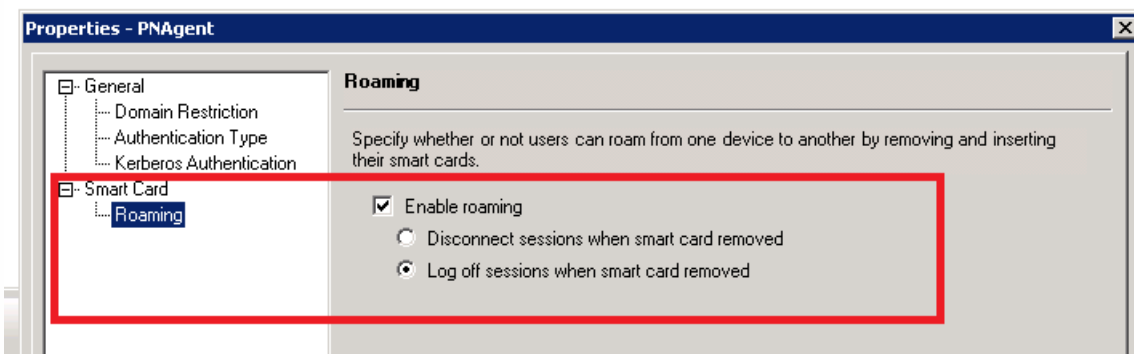 Properties - PNAgent
General
Domain Restriction
Authentication Type
Kerberos Authentication
Smart Card
Roaming
Roaming
Specify whether or not users can roam from one device to another by removing and inserting
their smart cards.
Enable roaming
Disconnect sessions when smart card removed
Log off sessions when smart card removed